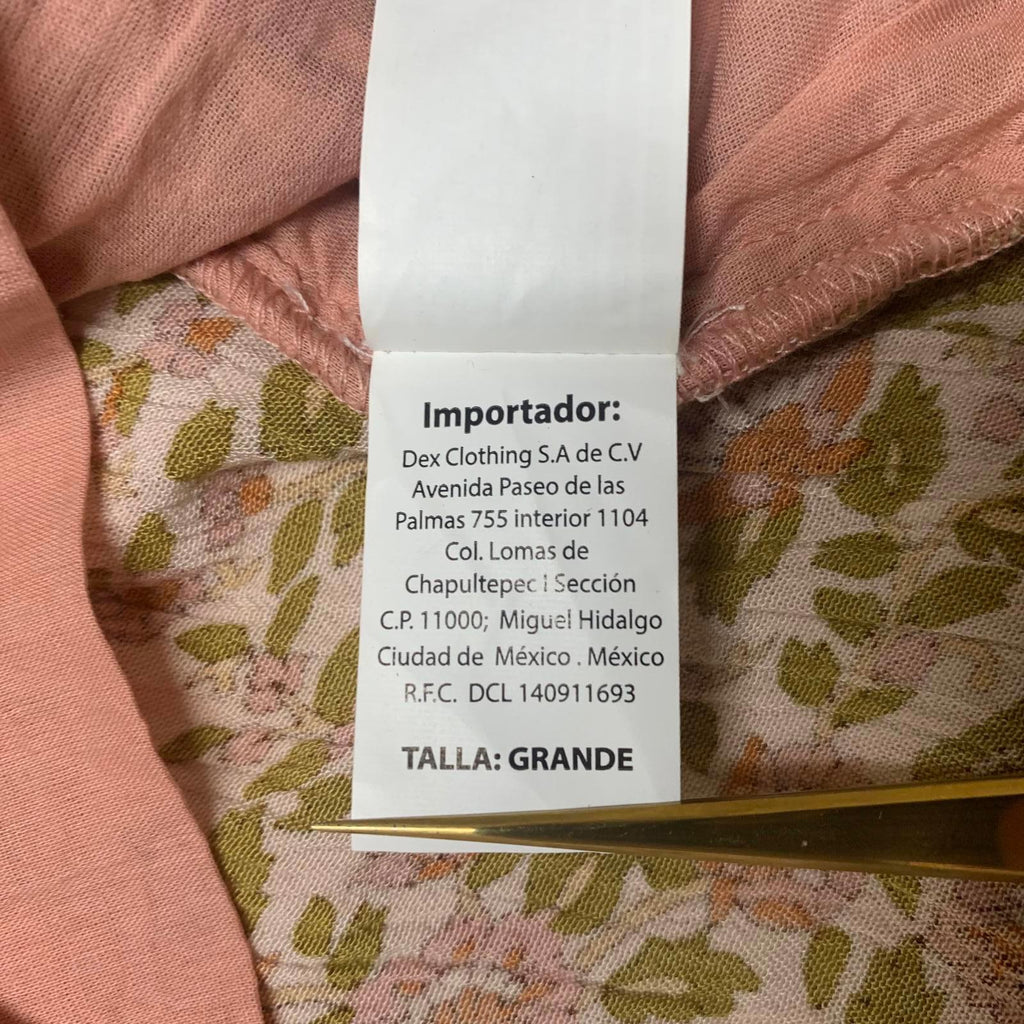 Importador:
Dex Clothing S.A de C.V
Avenida Paseo de las
Palmas 755 interior 1104
Col. Lomas de
Chapultepec I Sección
C.P. 11000; Miguel Hidalgo
Ciudad de México . México
R.F.C. DCL 140911693
TALLA: GRANDE